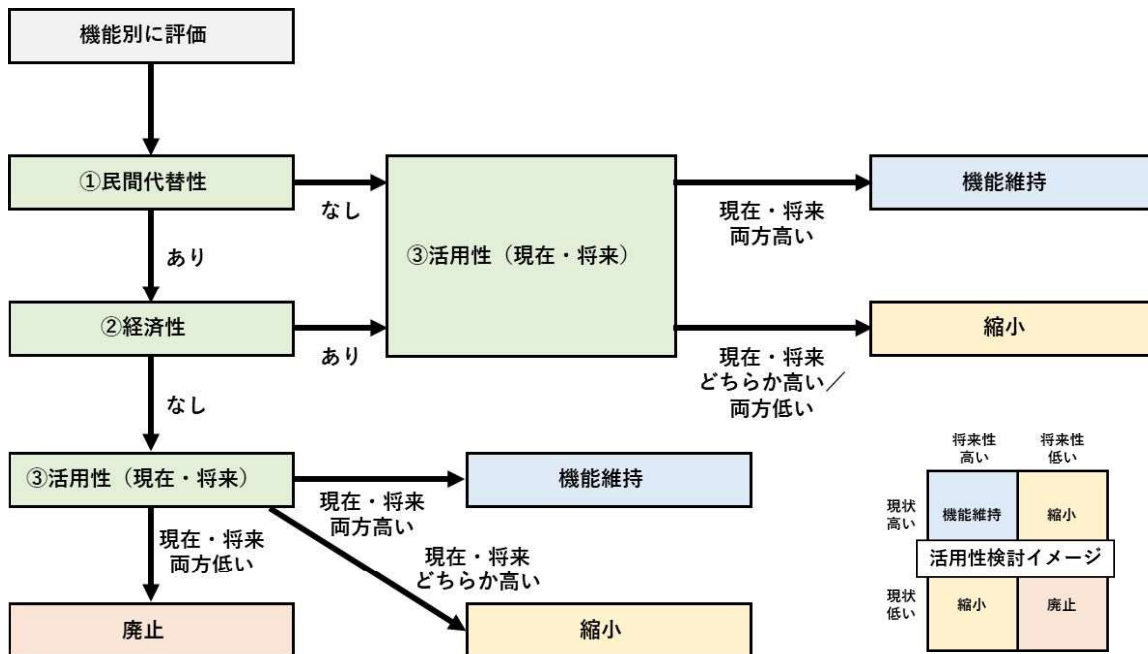 機能別に評価
①民間代替性
なし
③活用性（現在・将来）
現在・将来
両方高い
機能維持
あり
②経済性
あり
現在・将来
どちらか高い／
両方低い
縮小
なし
③活用性（現在・将来）
現在・将来
両方高い
機能維持
現在・将来
両方低い
現在・将来
どちらか高い
廃止
縮小
将来性
高い
将来性
低い
現状
高い
機能維持
縮小
活用性検討イメージ
現状
低い
縮小
廃止